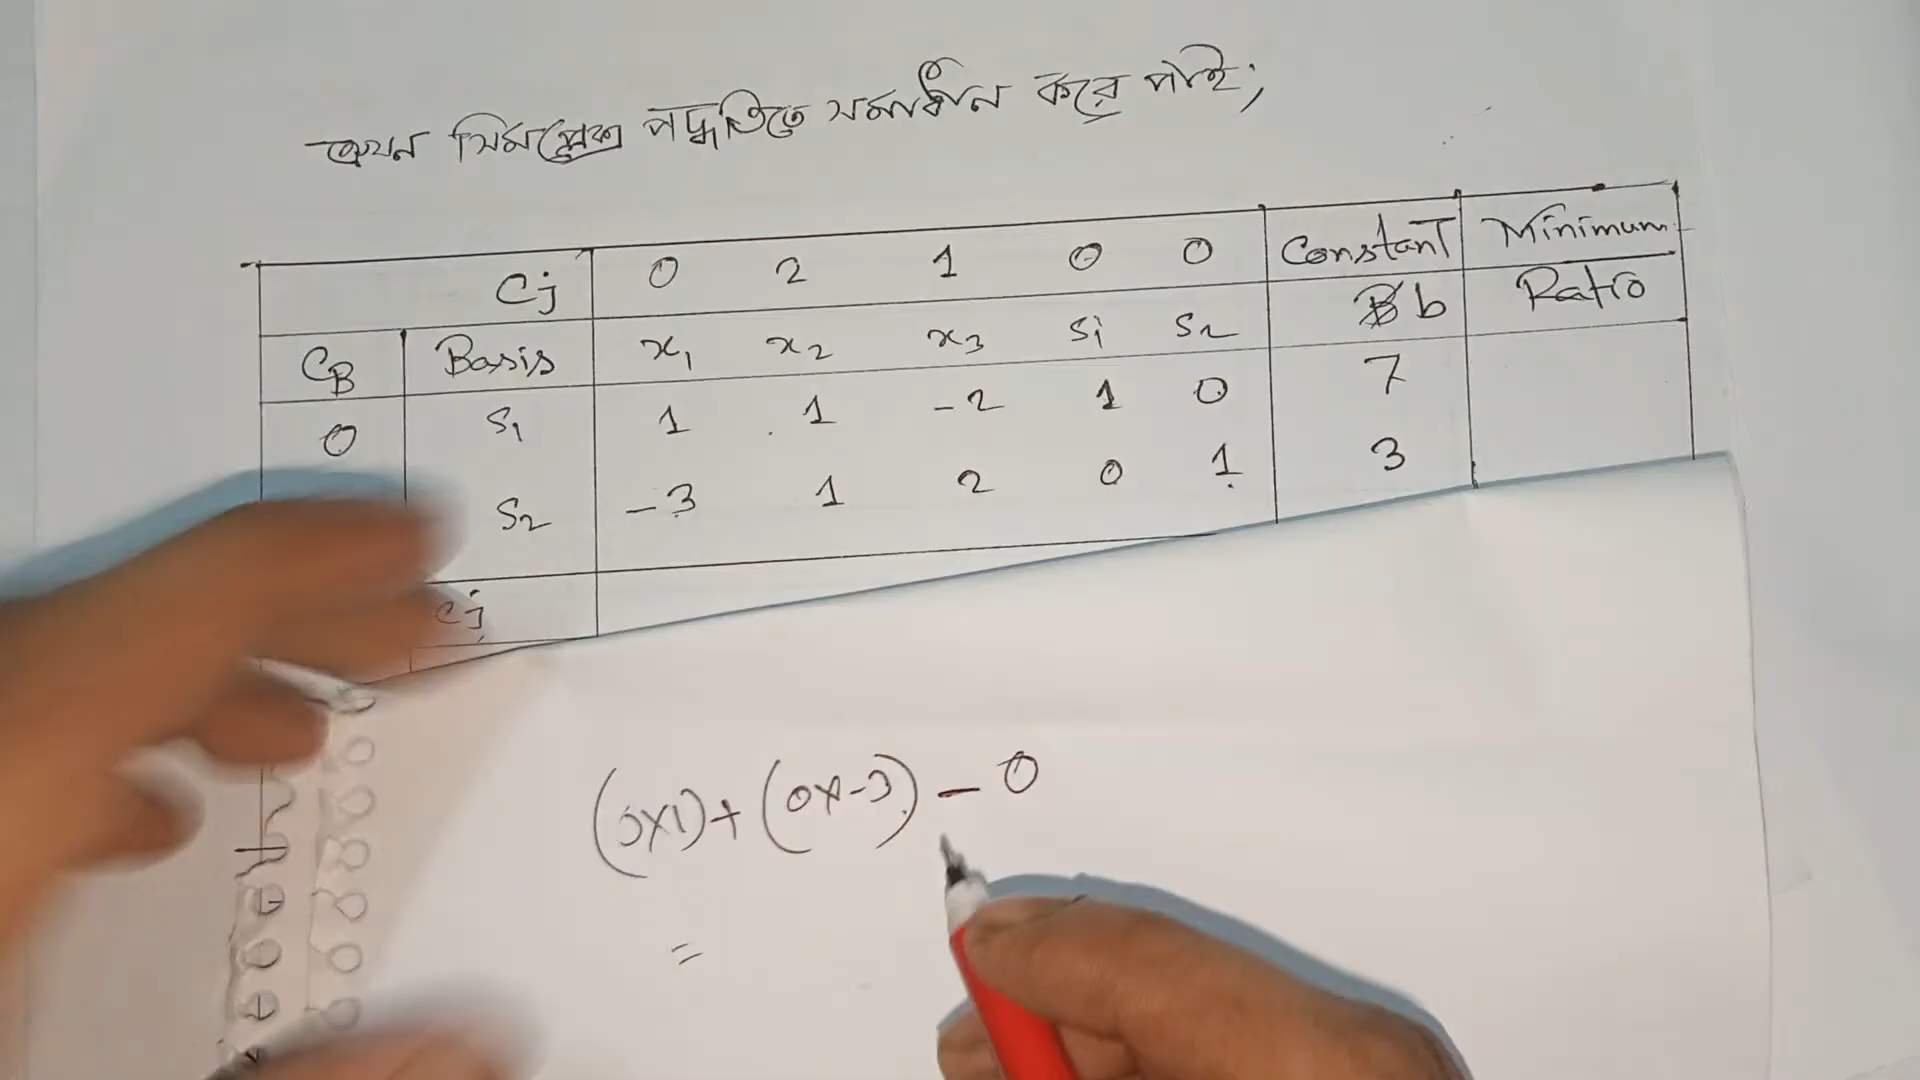 এখন সিমপ্লেক্স পদ্ধতিতে সমাধান করে পাই;
Cj 0 2 1 0 0 Constant Minimum
CB Basis x₁ x₂ x₃ S₁ S₂ b Ratio
0 S₁ 1 1 -2 1 0 7
S₂ -3 1 2 0 1 3
Cj
(0×1)+(0×-3) - 0
=